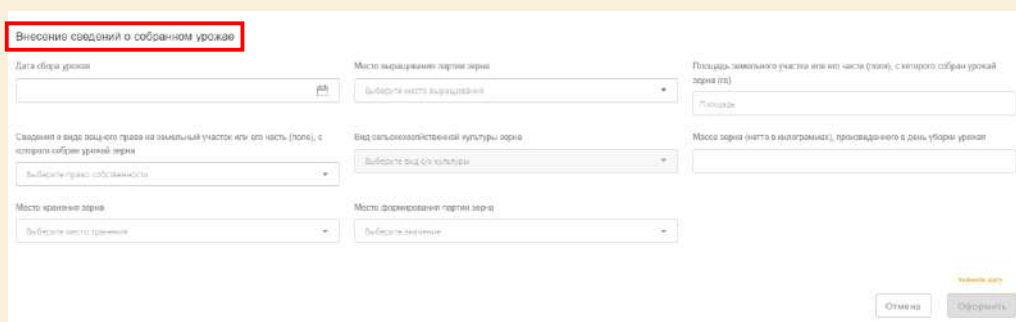 Внесение сведений о собранном урожае
Дата сбора урожая
Место выращивания партии зерна
Площадь земельного участка или его части (поля), с которого собран урожай
зерна (га)
Выберите место выращивания
Площадь
Сведения о виде вещного права на земельный участок или его часть (поле), с
которого собран урожай зерна
Вид сельскохозяйственной культуры зерна
Масса зерна (нетто в килограммах), произведенного в день уборки урожая
Выберите право собственности
Выберите вид с/х культуры
Место хранения зерна
Место формирования партии зерна
Выберите место хранения
Выберите значение
Отмена
Оформить